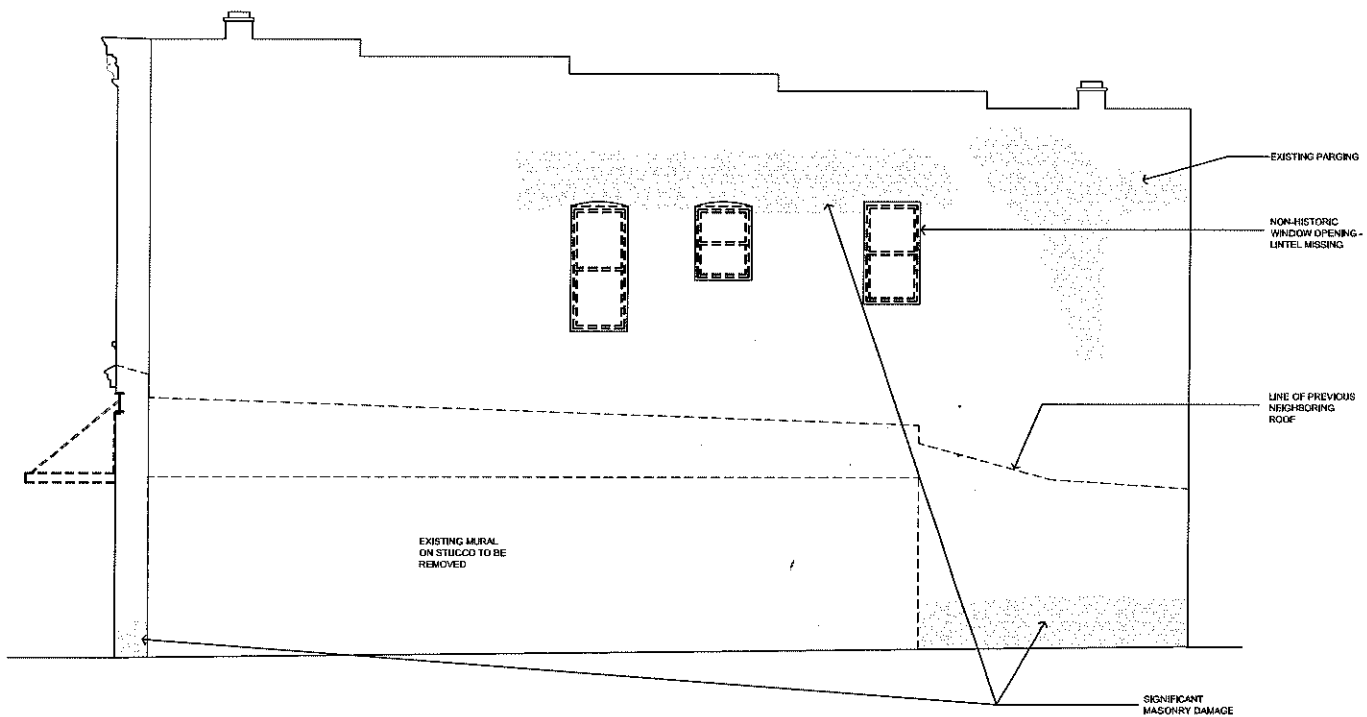 EXISTING PARGING
NON-HISTORIC
WINDOW OPENING -
LINTEL MISSING
LINE OF PREVIOUS
NEIGHBORING
ROOF
EXISTING MURAL
ON STUCCO TO BE
REMOVED
SIGNIFICANT
MASONRY DAMAGE